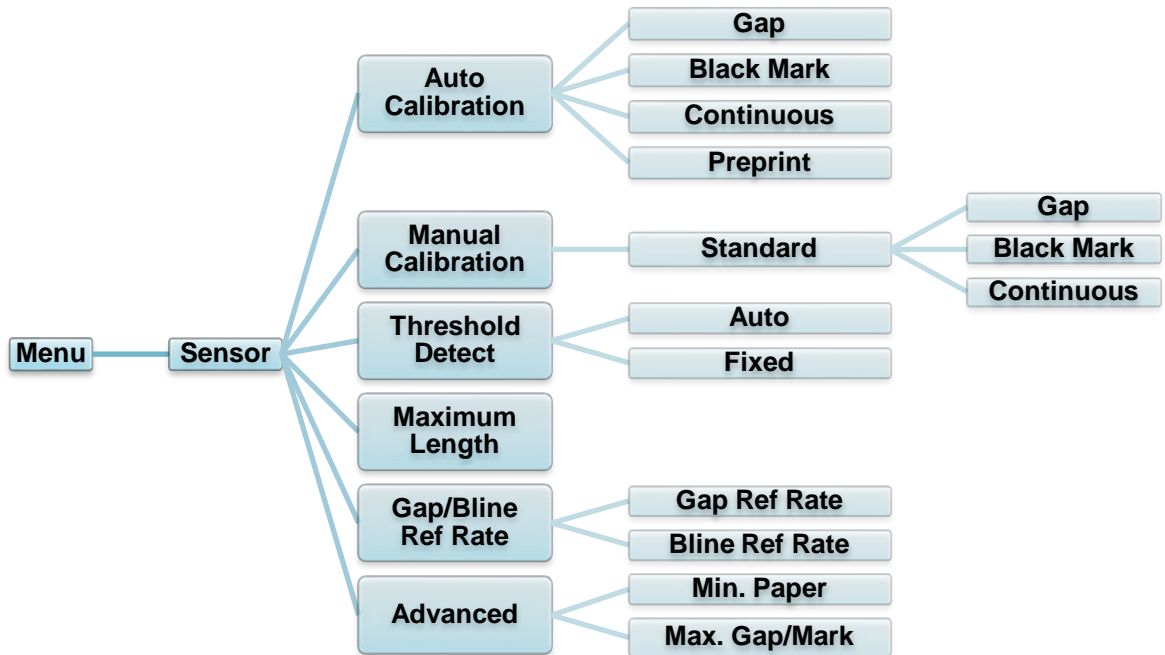 Menu
Sensor
Auto
Calibration
Gap
Black Mark
Continuous
Preprint
Manual
Calibration
Standard
Gap
Black Mark
Continuous
Threshold
Detect
Auto
Fixed
Maximum
Length
Gap/Bline
Ref Rate
Gap Ref Rate
Bline Ref Rate
Advanced
Min. Paper
Max. Gap/Mark